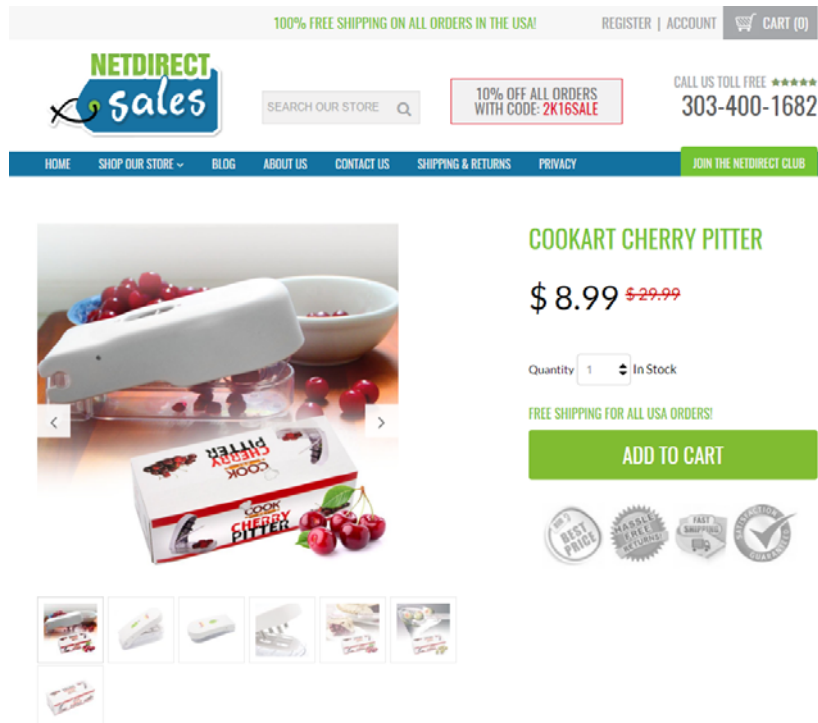 100% FREE SHIPPING ON ALL ORDERS IN THE USA!
REGISTER | ACCOUNT
CART (0)
NETDIRECT
sales
SEARCH OUR STORE
10% OFF ALL ORDERS
WITH CODE: 2K16SALE
CALL US TOLL FREE
303-400-1682
HOME
SHOP OUR STORE
BLOG
ABOUT US
CONTACT US
SHIPPING & RETURNS
PRIVACY
JOIN THE NETDIRECT CLUB
COOKART CHERRY PITTER
$ 8.99 $ 29.99
Quantity 1 In Stock
FREE SHIPPING FOR ALL USA ORDERS!
ADD TO CART
BEST
PRICE
HASSLE
FREE
RETURNS!
FAST
SHIPPING
SATISFACTION
GUARANTEED
COOK
CHERRY
PITTER
COOK
CHERRY
PITTER